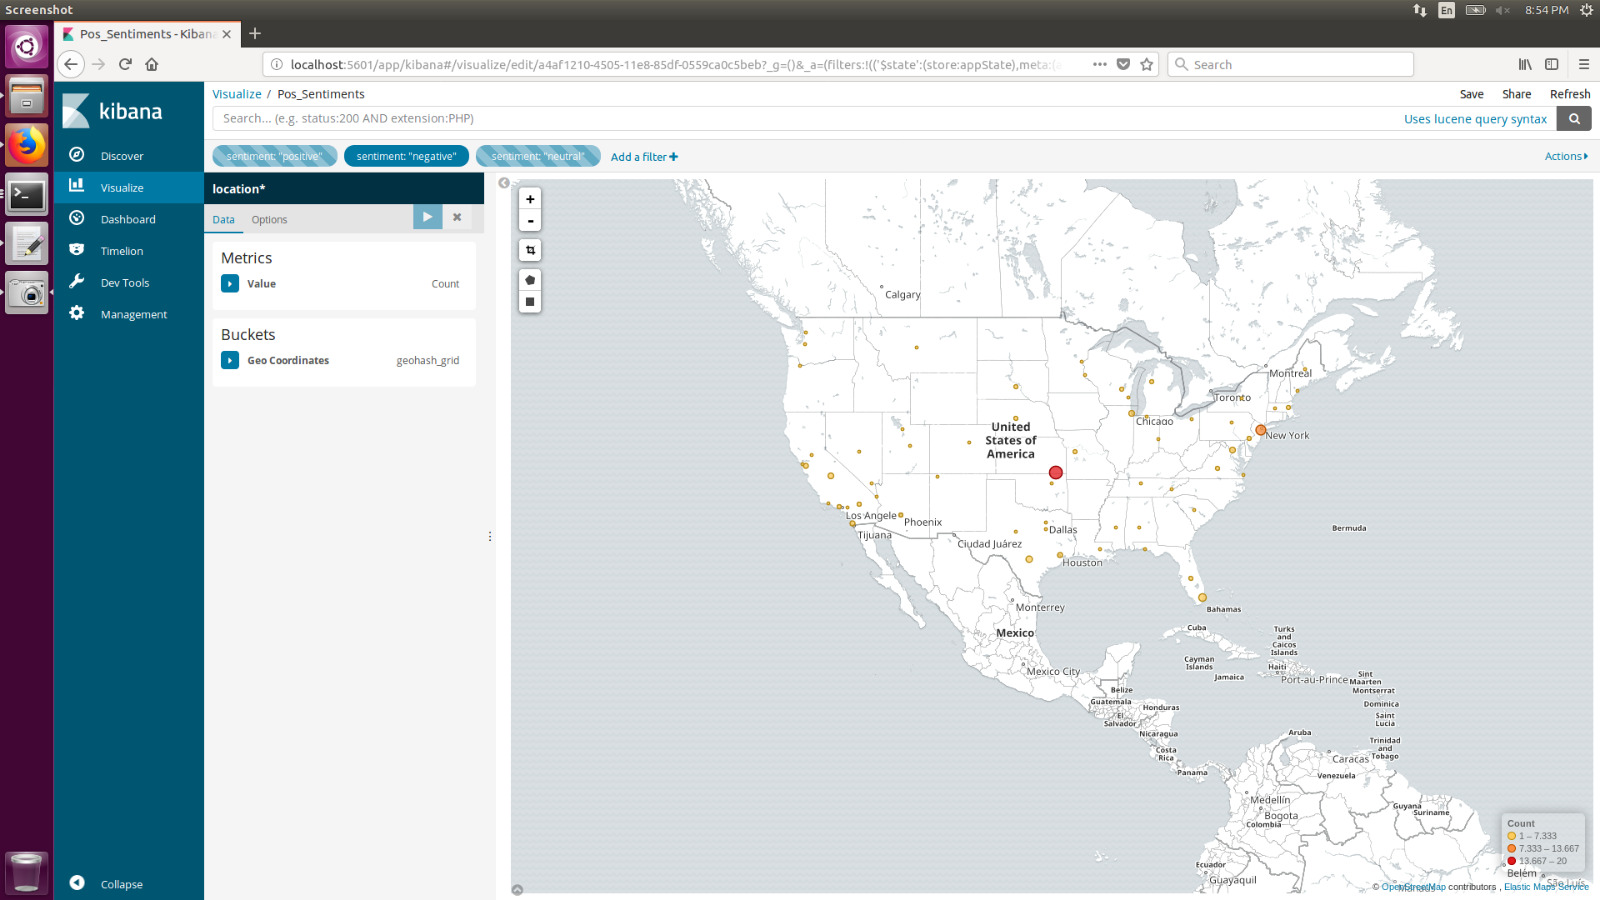 Screenshot
En
8:54 PM
Pos_Sentiments - Kibana
localhost:5601/app/kibana#/visualize/edit/a4af1210-4505-11e8-85df-0559ca0c5beb?_g=()&_a=(filters:!(('$state':(store:appState),meta:(a
Search
kibana
Discover
Visualize
Dashboard
Timelion
Dev Tools
Management
Collapse
Visualize / Pos_Sentiments
Save Share Refresh
Search... (e.g. status:200 AND extension:PHP)
Uses lucene query syntax
sentiment: "positive"
sentiment: "negative"
sentiment: "neutral"
Add a filter +
Actions
location*
Data Options
Metrics
Value Count
Buckets
Geo Coordinates geohash_grid
+
-
Calgary
Montreal
Toronto
Chicago
United
States of
America
New York
Los Angele
Phoenix
Tijuana
Dallas
Ciudad Juárez
Houston
Bermuda
Monterrey
Bahamas
Mexico
Cuba
Turks
and
Caicos
Islands
Mexico City
Cayman
Islands
Haiti
Jamaica
Port-au-Prince
Sint
Maarten
Montserrat
Belize
Guatemala
Honduras
Dominica
El
Salvador
Saint
Lucia
Nicaragua
Aruba
Trinidad
and
Tobago
Costa
Rica
Caracas
Panama
Venezuela
Medellín
Guyana
Suriname
Bogota
Colombia
Ecuador
Guayaquil
Count
1 – 7.333
7.333 – 13.667
13.667 – 20
Belém
São Luís
© OpenStreetMap contributors , Elastic Maps Service